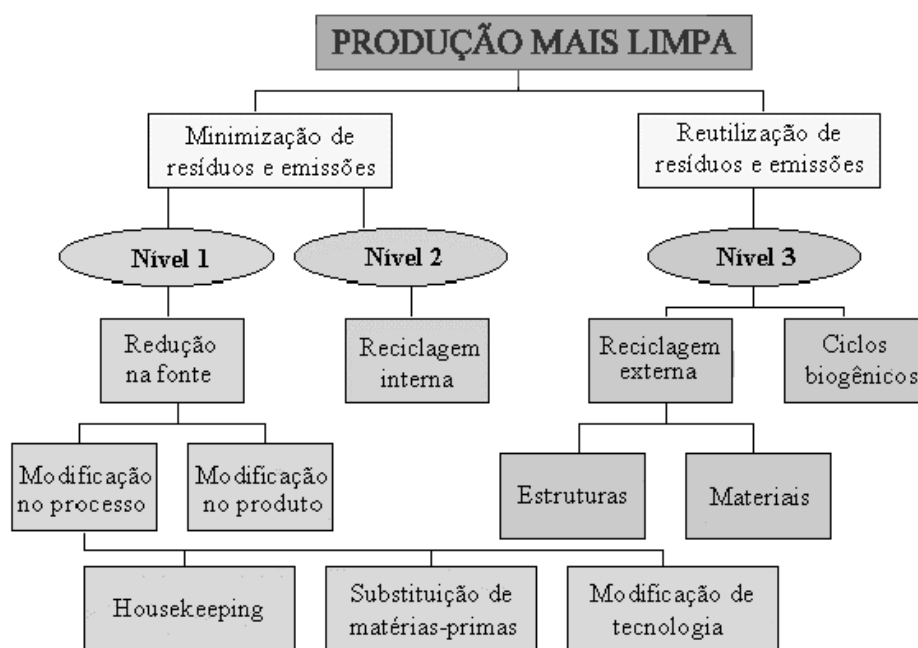 PRODUÇÃO MAIS LIMPA
Minimização de
resíduos e emissões
Reutilização de
resíduos e emissões
Nível 1
Nível 2
Nível 3
Redução
na fonte
Reciclagem
interna
Reciclagem
externa
Ciclos
biogênicos
Modificação
no processo
Modificação
no produto
Estruturas
Materiais
Housekeeping
Substituição de
matérias-primas
Modificação de
tecnologia